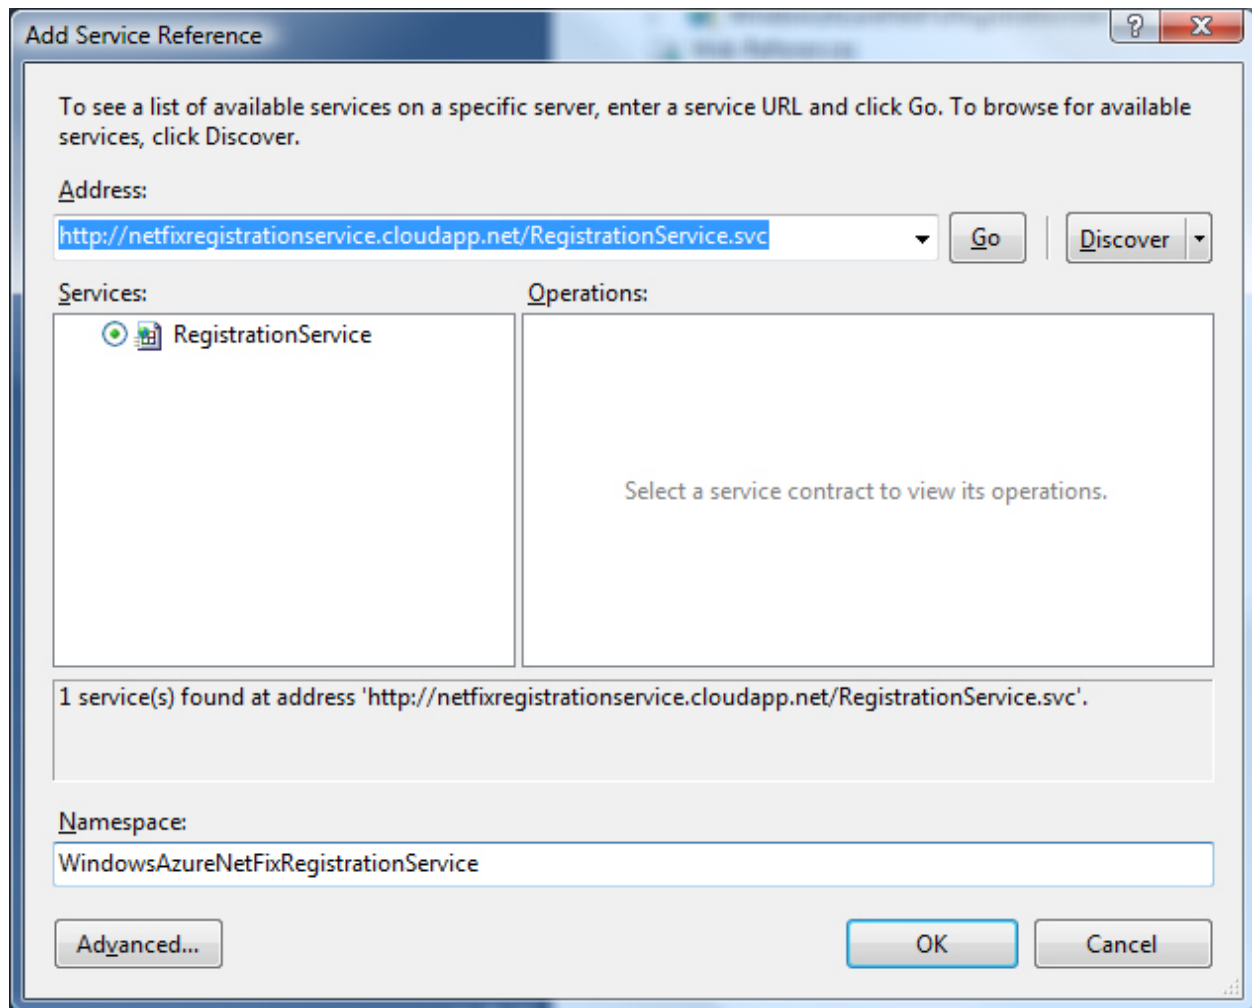 Add Service Reference
To see a list of available services on a specific server, enter a service URL and click Go. To browse for available
services, click Discover.
Address:
http://netfixregistrationservice.cloudapp.net/RegistrationService.svc
Go
Discover
Services:
Operations:
RegistrationService
Select a service contract to view its operations.
1 service(s) found at address 'http://netfixregistrationservice.cloudapp.net/RegistrationService.svc'.
Namespace:
WindowsAzureNetFixRegistrationService
Advanced...
OK
Cancel